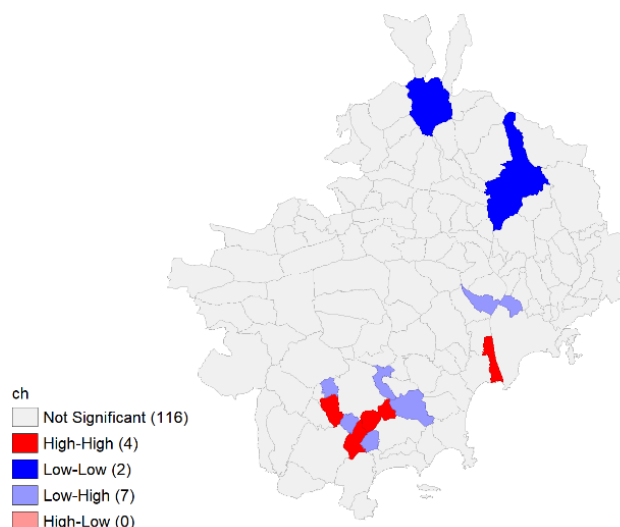 ch
Not Significant (116)
High-High (4)
Low-Low (2)
Low-High (7)
High-Low (0)